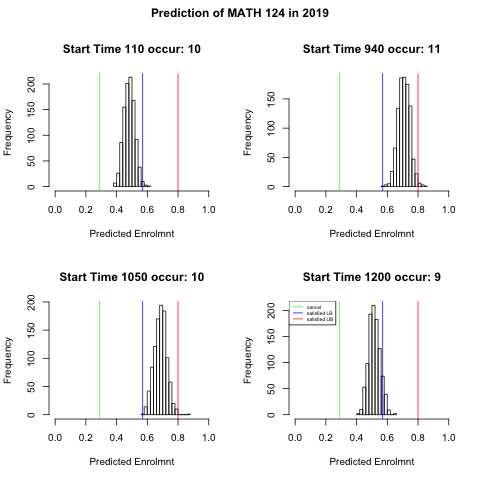 Prediction of MATH 124 in 2019
Start Time 110 occur: 10
Frequency
200
150
100
50
0
0.0 0.2 0.4 0.6 0.8 1.0
Predicted Enrolmnt
Start Time 940 occur: 11
Frequency
150
100
50
0
0.0 0.2 0.4 0.6 0.8 1.0
Predicted Enrolmnt
Start Time 1050 occur: 10
Frequency
200
150
100
50
0
0.0 0.2 0.4 0.6 0.8 1.0
Predicted Enrolmnt
Start Time 1200 occur: 9
cancel
satisfied LB
satisfied UB
Frequency
200
150
100
50
0
0.0 0.2 0.4 0.6 0.8 1.0
Predicted Enrolmnt